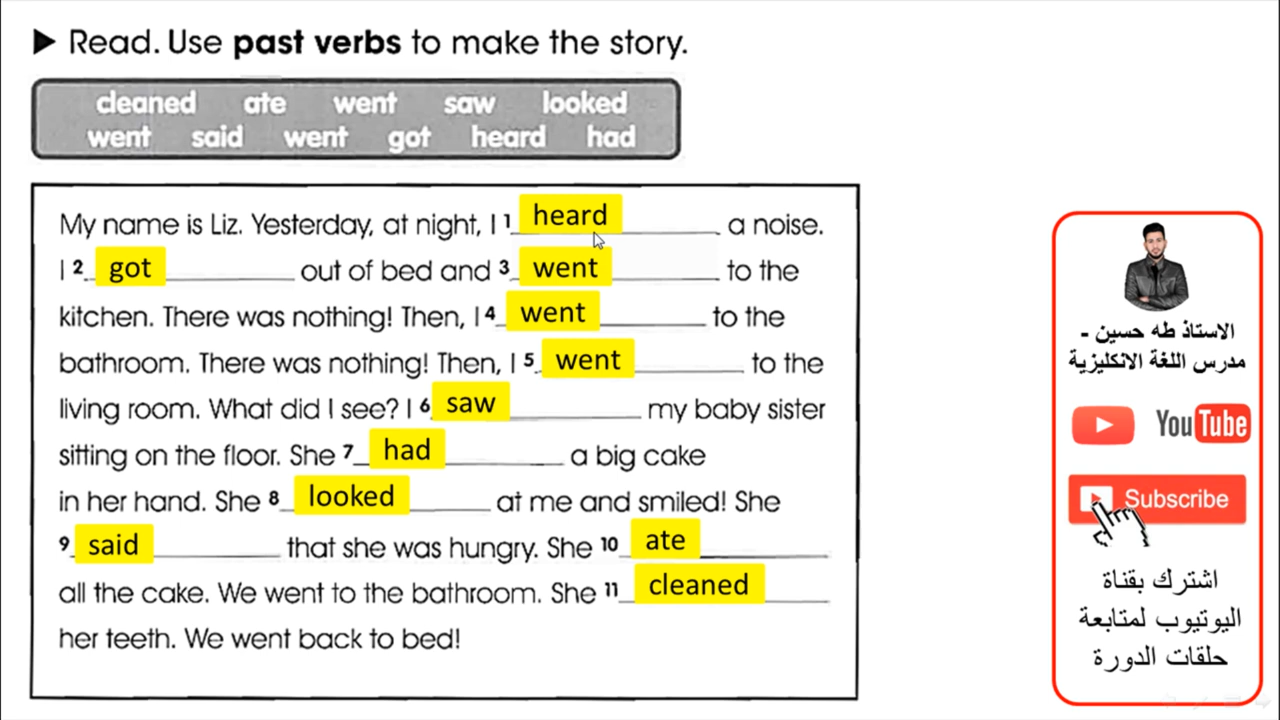 ▶ Read. Use past verbs to make the story.
cleaned ate went saw looked
went said went got heard had
My name is Liz. Yesterday, at night, I 1 heard a noise.
I 2 got out of bed and 3 went to the
kitchen. There was nothing! Then, I 4 went to the
bathroom. There was nothing! Then, I 5 went to the
living room. What did I see? I 6 saw my baby sister
sitting on the floor. She 7 had a big cake
in her hand. She 8 looked at me and smiled! She
9 said that she was hungry. She 10 ate
all the cake. We went to the bathroom. She 11 cleaned
her teeth. We went back to bed!
الاستاذ طه حسين -
مدرس اللغة الانكليزية
YouTube
Subscribe
اشترك بقناة
اليوتيوب لمتابعة
حلقات الدورة